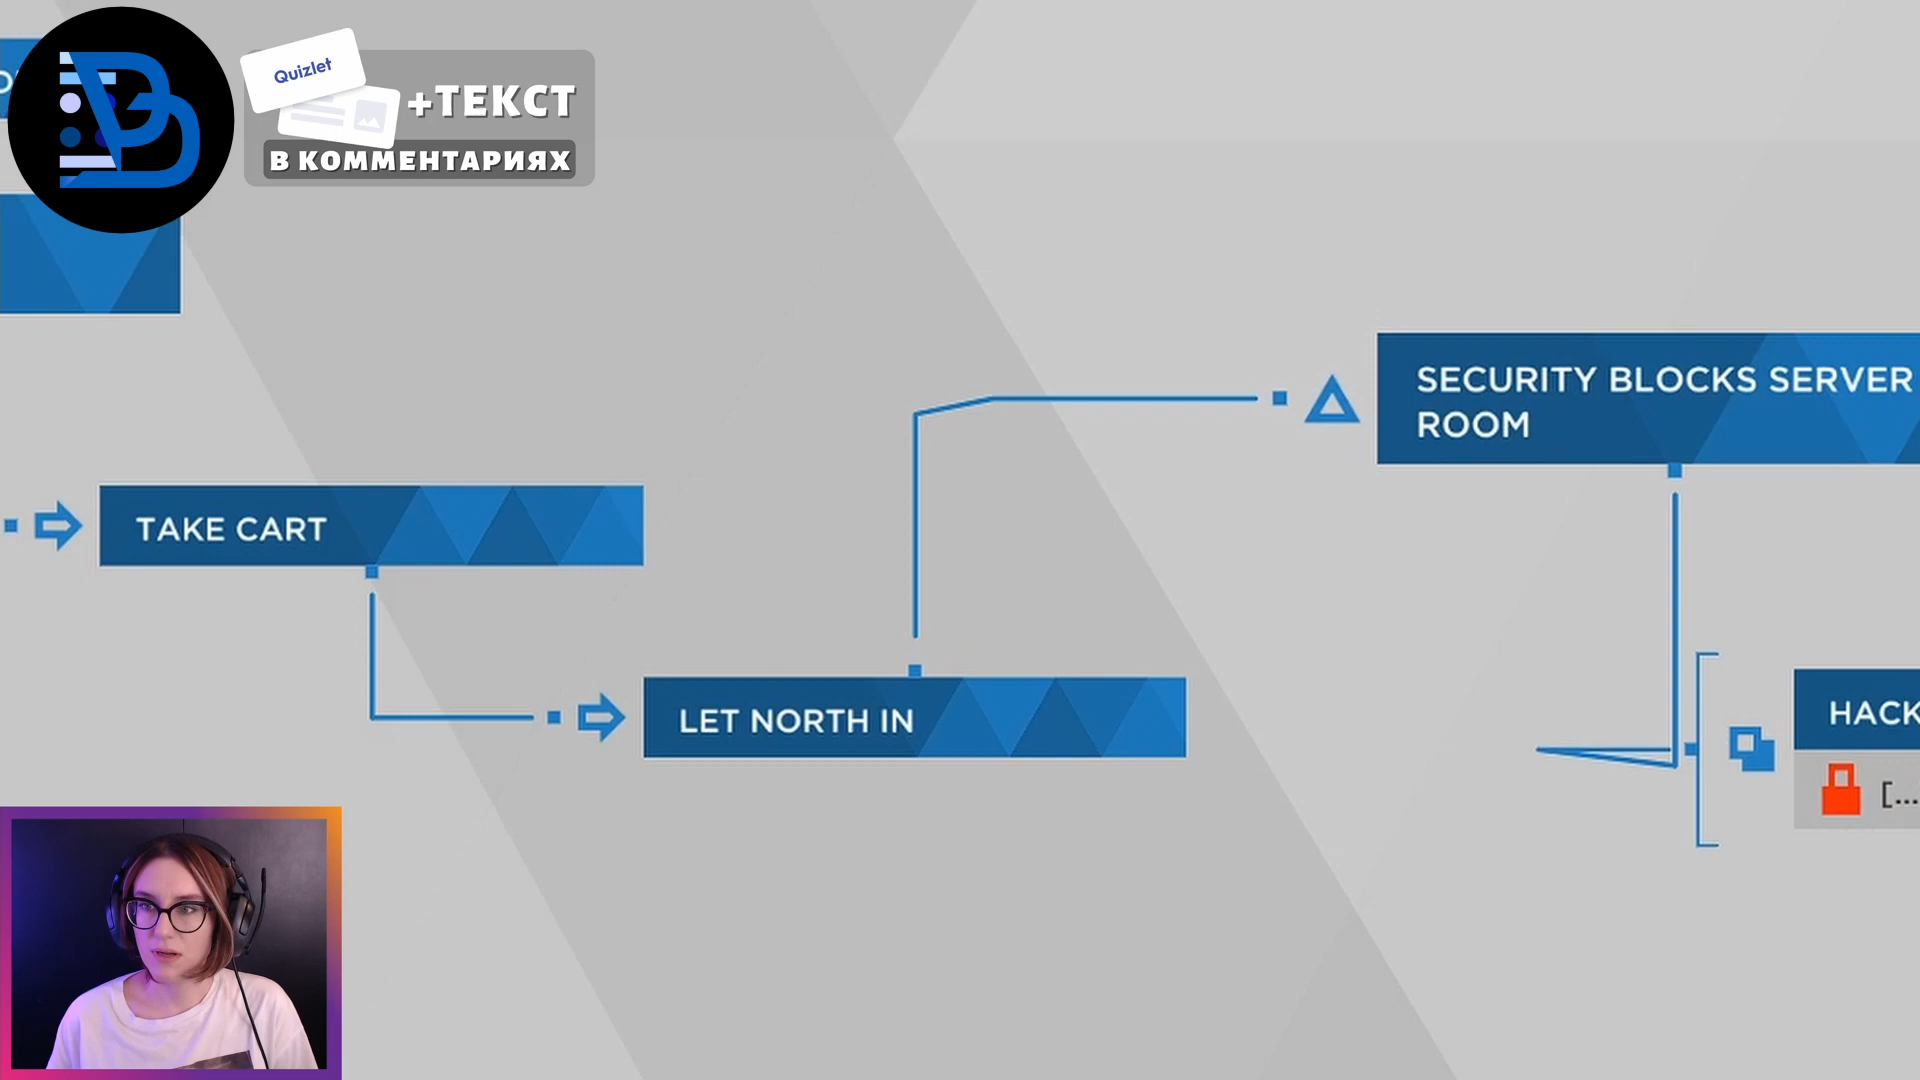 Quizlet
+ТЕКСТ
В КОММЕНТАРИЯХ
SECURITY BLOCKS SERVER
ROOM
TAKE CART
LET NORTH IN
HACK
[...